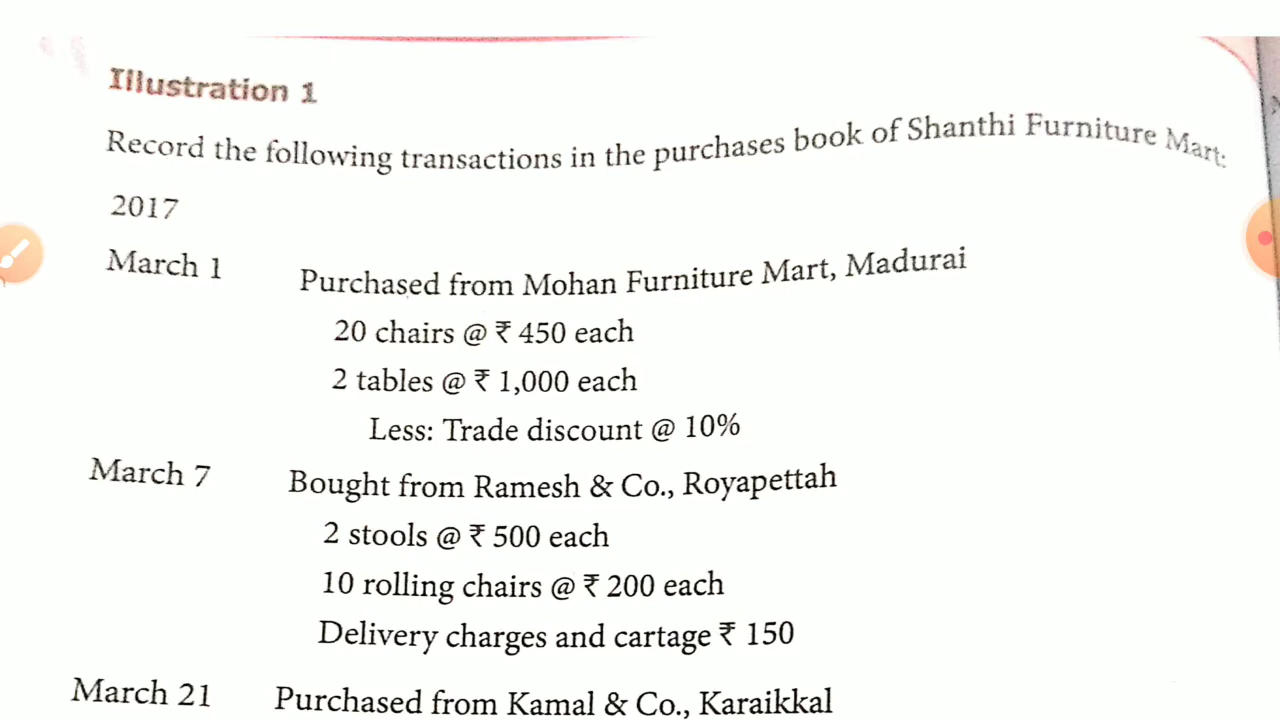 Illustration 1
Record the following transactions in the purchases book of Shanthi Furniture Mart:
2017
March 1 Purchased from Mohan Furniture Mart, Madurai
20 chairs @ ₹ 450 each
2 tables @ ₹ 1,000 each
Less: Trade discount @ 10%
March 7 Bought from Ramesh & Co., Royapettah
2 stools @ ₹ 500 each
10 rolling chairs @ ₹ 200 each
Delivery charges and cartage ₹ 150
March 21 Purchased from Kamal & Co., Karaikkal